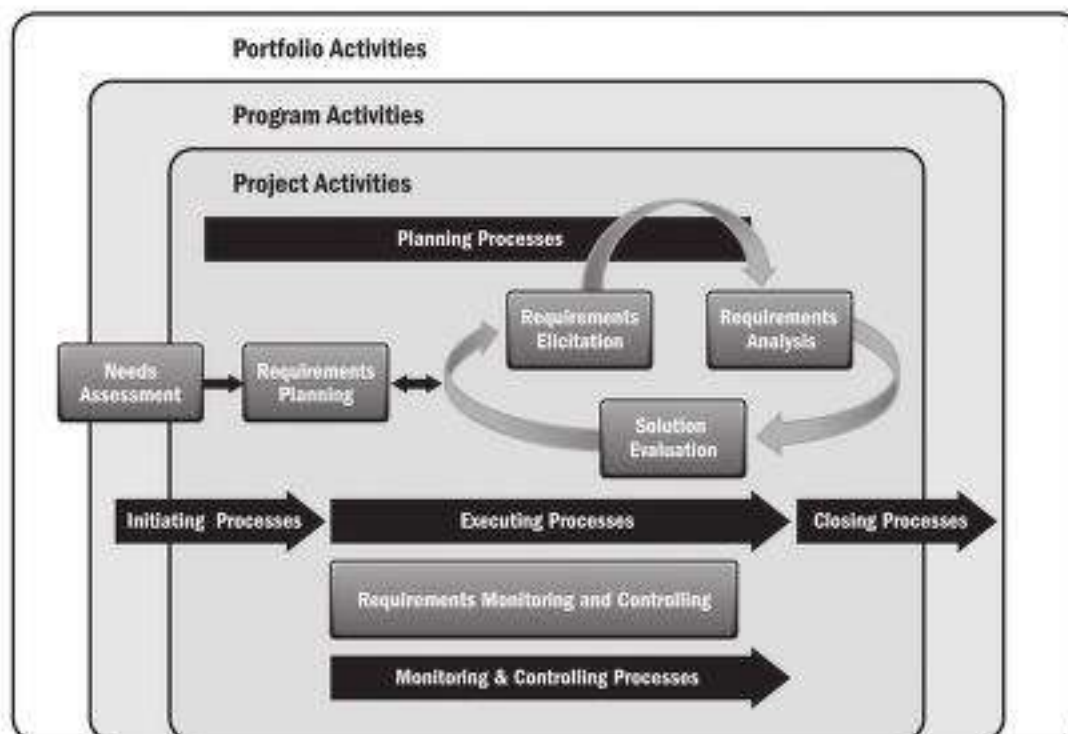 Portfolio Activities
Program Activities
Project Activities
Planning Processes
Requirements
Elicitation
Requirements
Analysis
Needs
Assessment
Requirements
Planning
Solution
Evaluation
Initiating Processes
Executing Processes
Closing Processes
Requirements Monitoring and Controlling
Monitoring & Controlling Processes